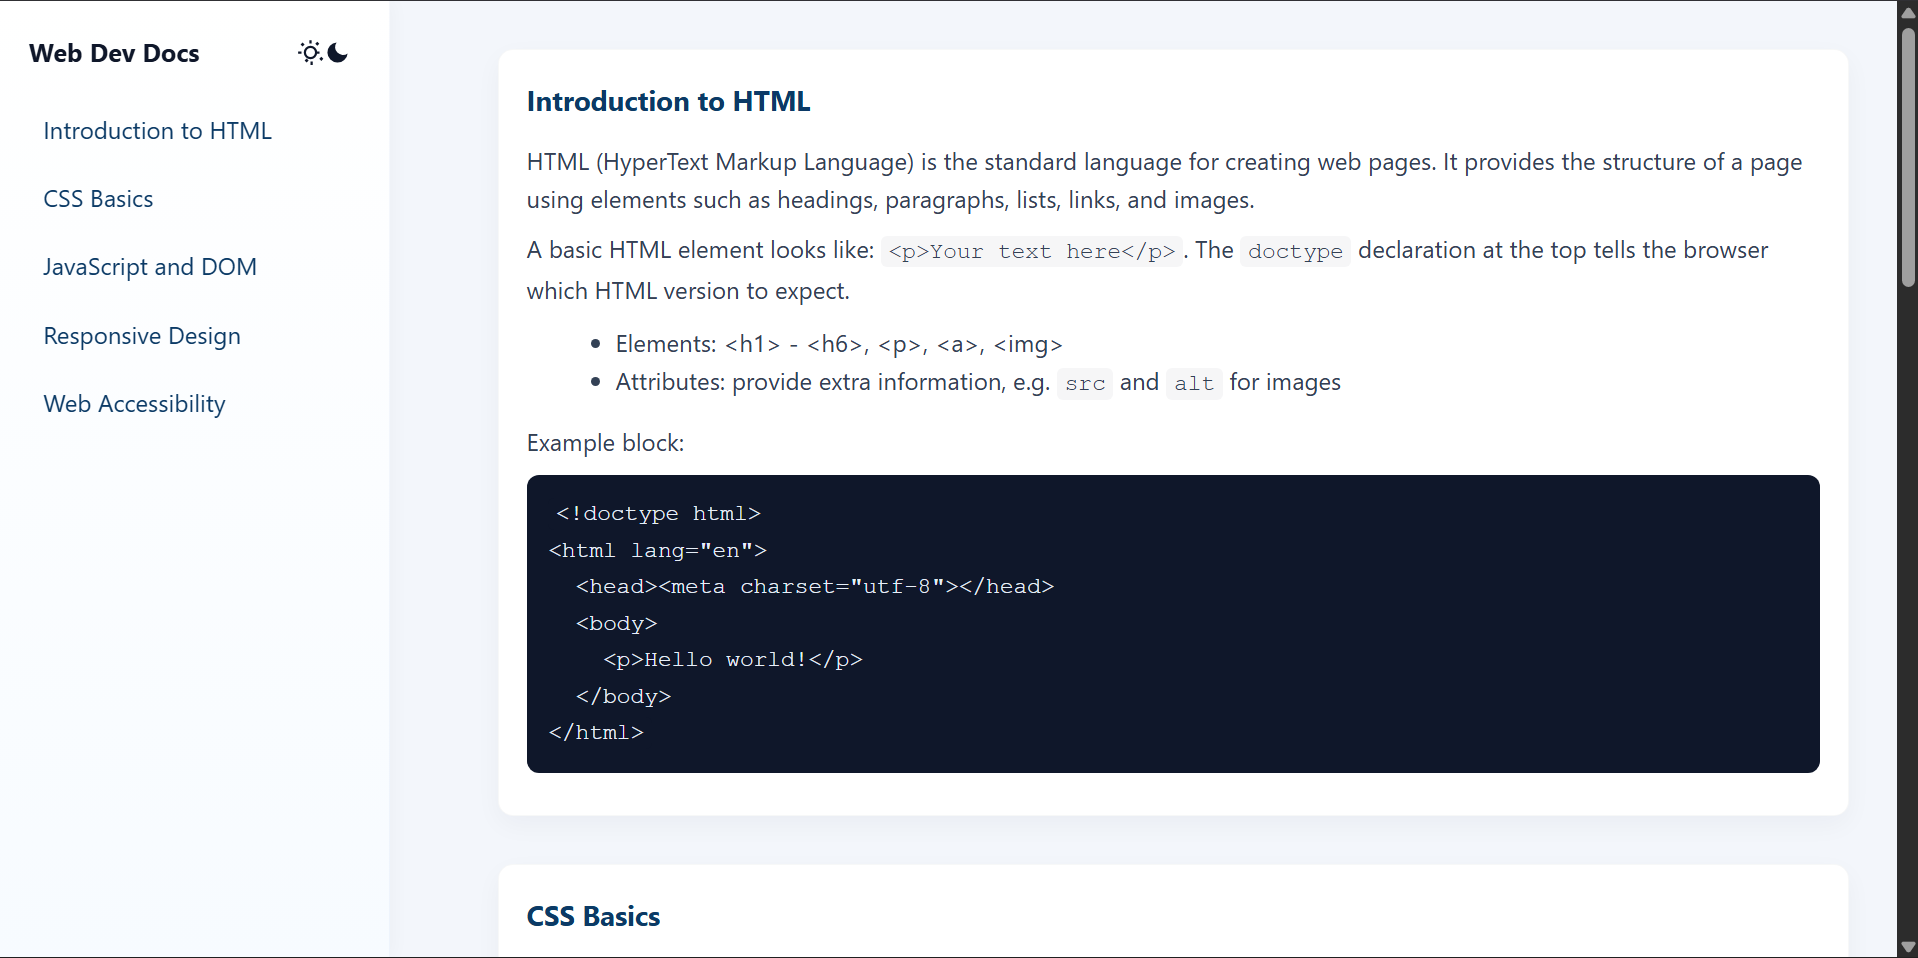 Web Dev Docs
Introduction to HTML
CSS Basics
JavaScript and DOM
Responsive Design
Web Accessibility
Introduction to HTML
HTML (HyperText Markup Language) is the standard language for creating web pages. It provides the structure of a page
using elements such as headings, paragraphs, lists, links, and images.
A basic HTML element looks like: <p>Your text here</p>. The doctype declaration at the top tells the browser
which HTML version to expect.
• Elements: <h1> - <h6>, <p>, <a>, <img>
• Attributes: provide extra information, e.g. src and alt for images
Example block:
<!doctype html>
<html lang="en">
  <head><meta charset="utf-8"></head>
  <body>
    <p>Hello world!</p>
  </body>
</html>
CSS Basics